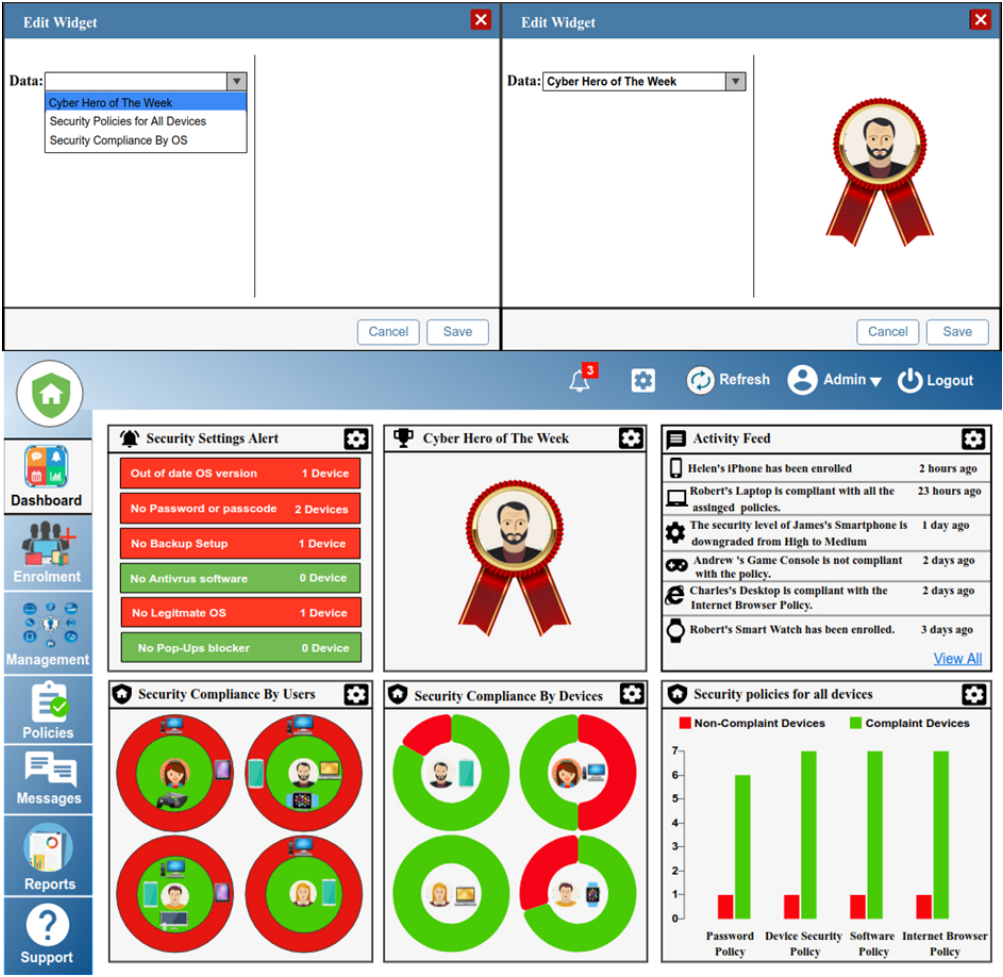 Edit Widget
Data:
Cyber Hero of The Week
Security Policies for All Devices
Security Compliance By OS
Cancel
Save
Edit Widget
Data:
Cyber Hero of The Week
Cancel
Save
3
Refresh
Admin
Logout
Dashboard
Enrolment
Management
Policies
Messages
Reports
?
Support
Security Settings Alert
Out of date OS version 1 Device
No Password or passcode 2 Devices
No Backup Setup 1 Device
No Antivrus software 0 Device
No Legitmate OS 1 Device
No Pop-Ups blocker 0 Device
Cyber Hero of The Week
Activity Feed
Helen's iPhone has been enrolled 2 hours ago
Robert's Laptop is compliant with all the 23 hours ago
assinged policies.
The security level of James's Smartphone is 1 day ago
downgraded from High to Medium
Andrew 's Game Console is not compliant 2 days ago
with the policy.
Charles's Desktop is compliant with the 2 days ago
Internet Browser Policy.
Robert's Smart Watch has been enrolled. 3 days ago
View All
Security Compliance By Users
Security Compliance By Devices
Security policies for all devices
Non-Complaint Devices
Complaint Devices
7
6
5
4
3
2
1
0
Password
Policy
Device Security
Policy
Software
Policy
Internet Browser
Policy